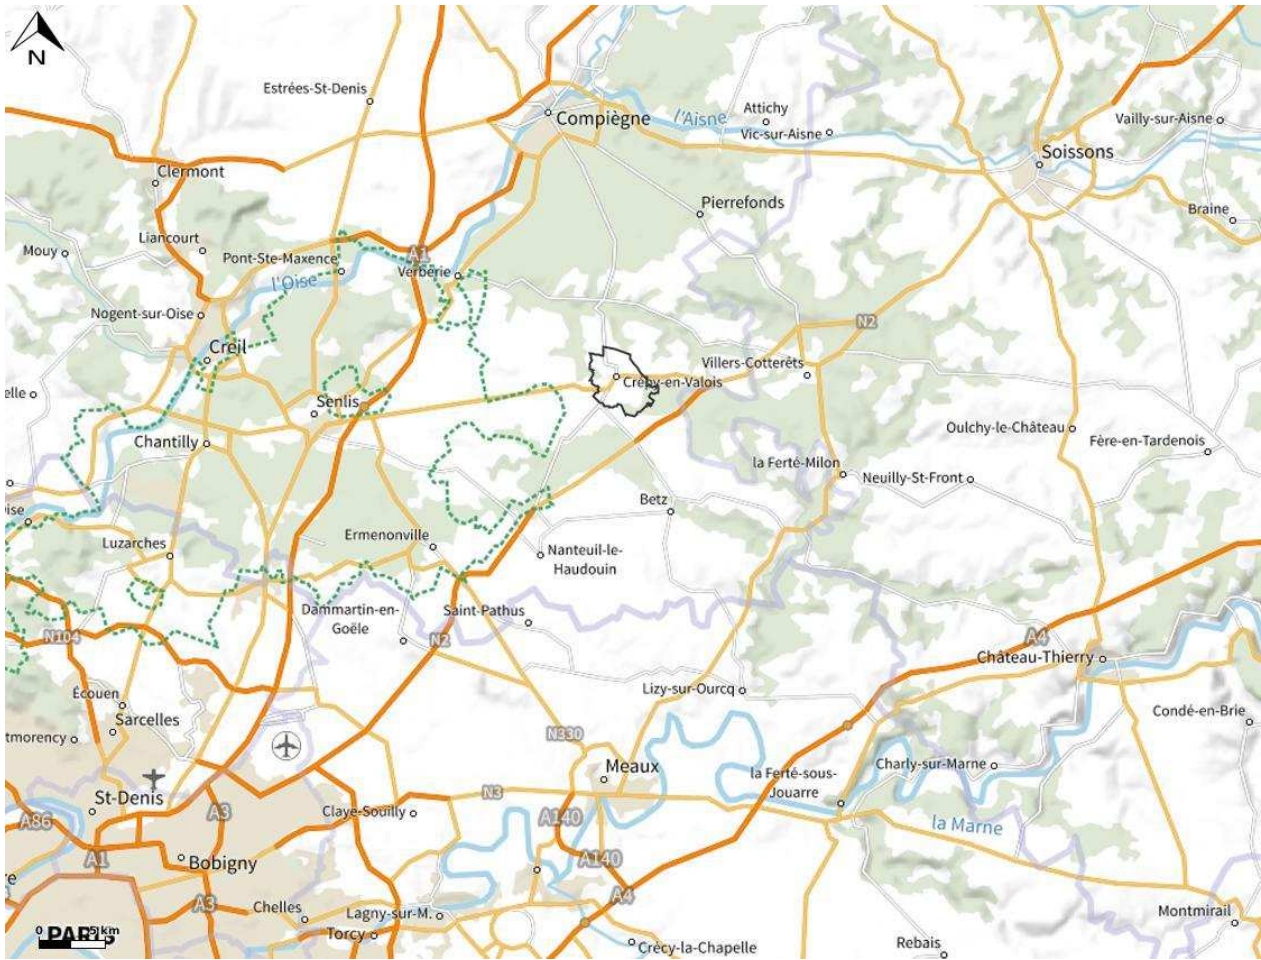 N
Estrées-St-Denis
Compiègne
l'Aisne
Attichy
Vic-sur-Aisne
Vailly-sur-Aisne
Soissons
Clermont
Pierrefonds
Braine
Liancourt
Mouy
A1
Pont-Ste-Maxence
Verberie
l'Oise
Nogent-sur-Oise
N2
Creil
Villers-Cotterêts
Crépy-en-Valois
elle
Senlis
Chantilly
Oulchy-le-Château
Fère-en-Tardenois
la Ferté-Milon
Neuilly-St-Front
Betz
Oise
Ermenonville
Luzarches
Nanteuil-le-
Haudouin
Dammartin-en-
Goële
Saint-Pathus
N104
N2
A4
Château-Thierry
Écouen
Lizy-sur-Ourcq
Sarcelles
Condé-en-Brie
tmorency
N330
Meaux
la Ferté-sous-
Jouarre
Charly-sur-Marne
St-Denis
N3
A86
A3
Claye-Souilly
A140
la Marne
A1
Bobigny
A140
re
A4
A3
Chelles
Lagny-sur-M.
Montmirail
0 5 km
PARIS
Torcy
Crécy-la-Chapelle
Rebais